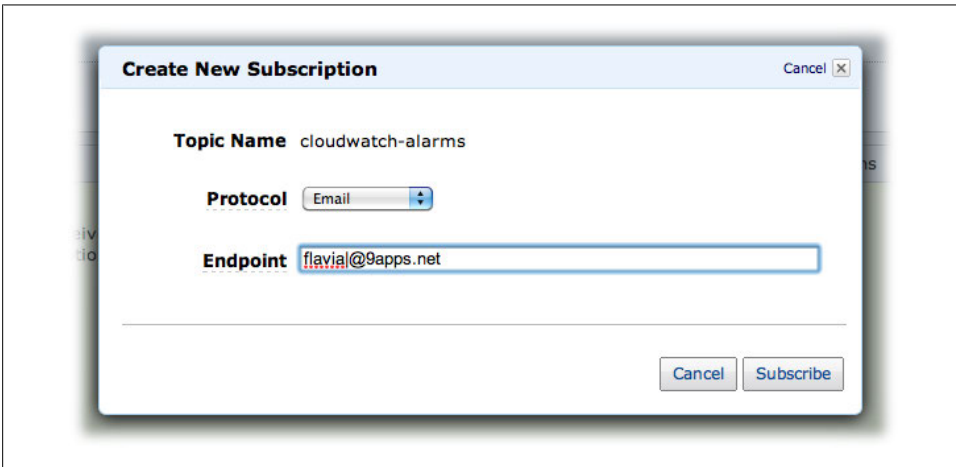 Create New Subscription
Cancel
Topic Name cloudwatch-alarms
Protocol Email
Endpoint flavia@9apps.net
Cancel Subscribe